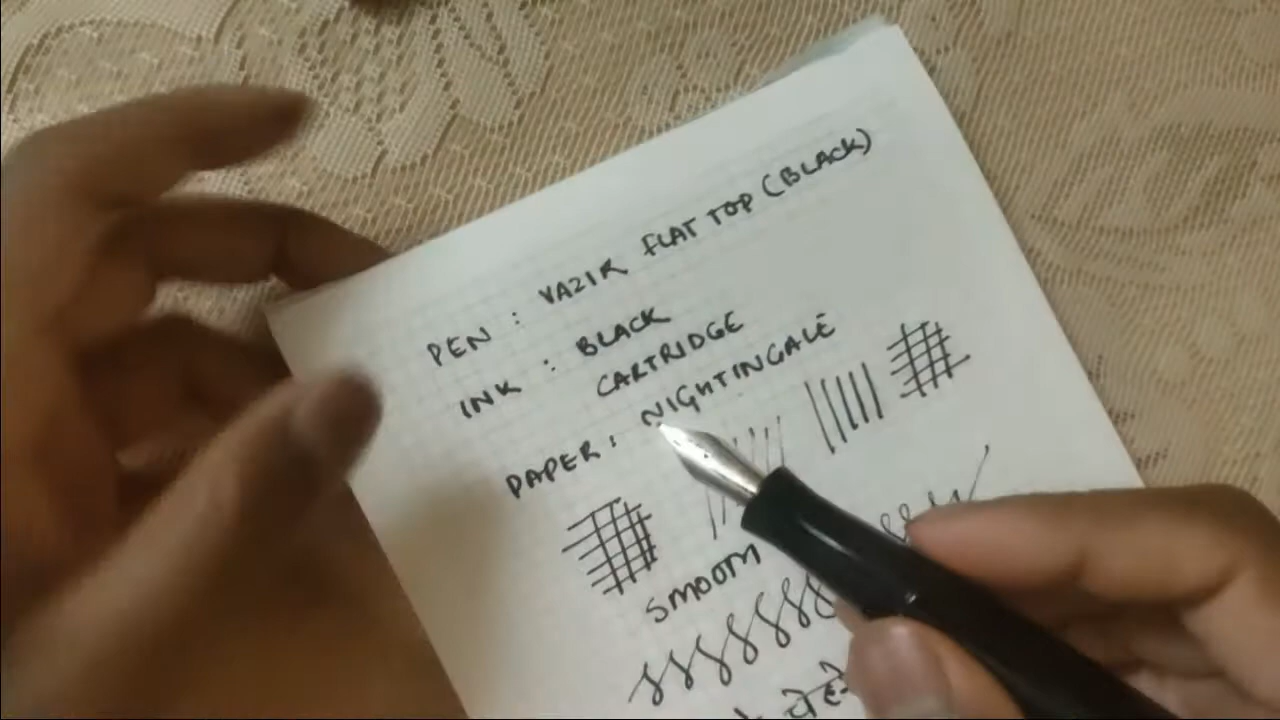 PEN : VAZIR FLAT TOP (BLACK)
INK : BLACK
CARTRIDGE
PAPER: NIGHTINGALE
SMOOTH